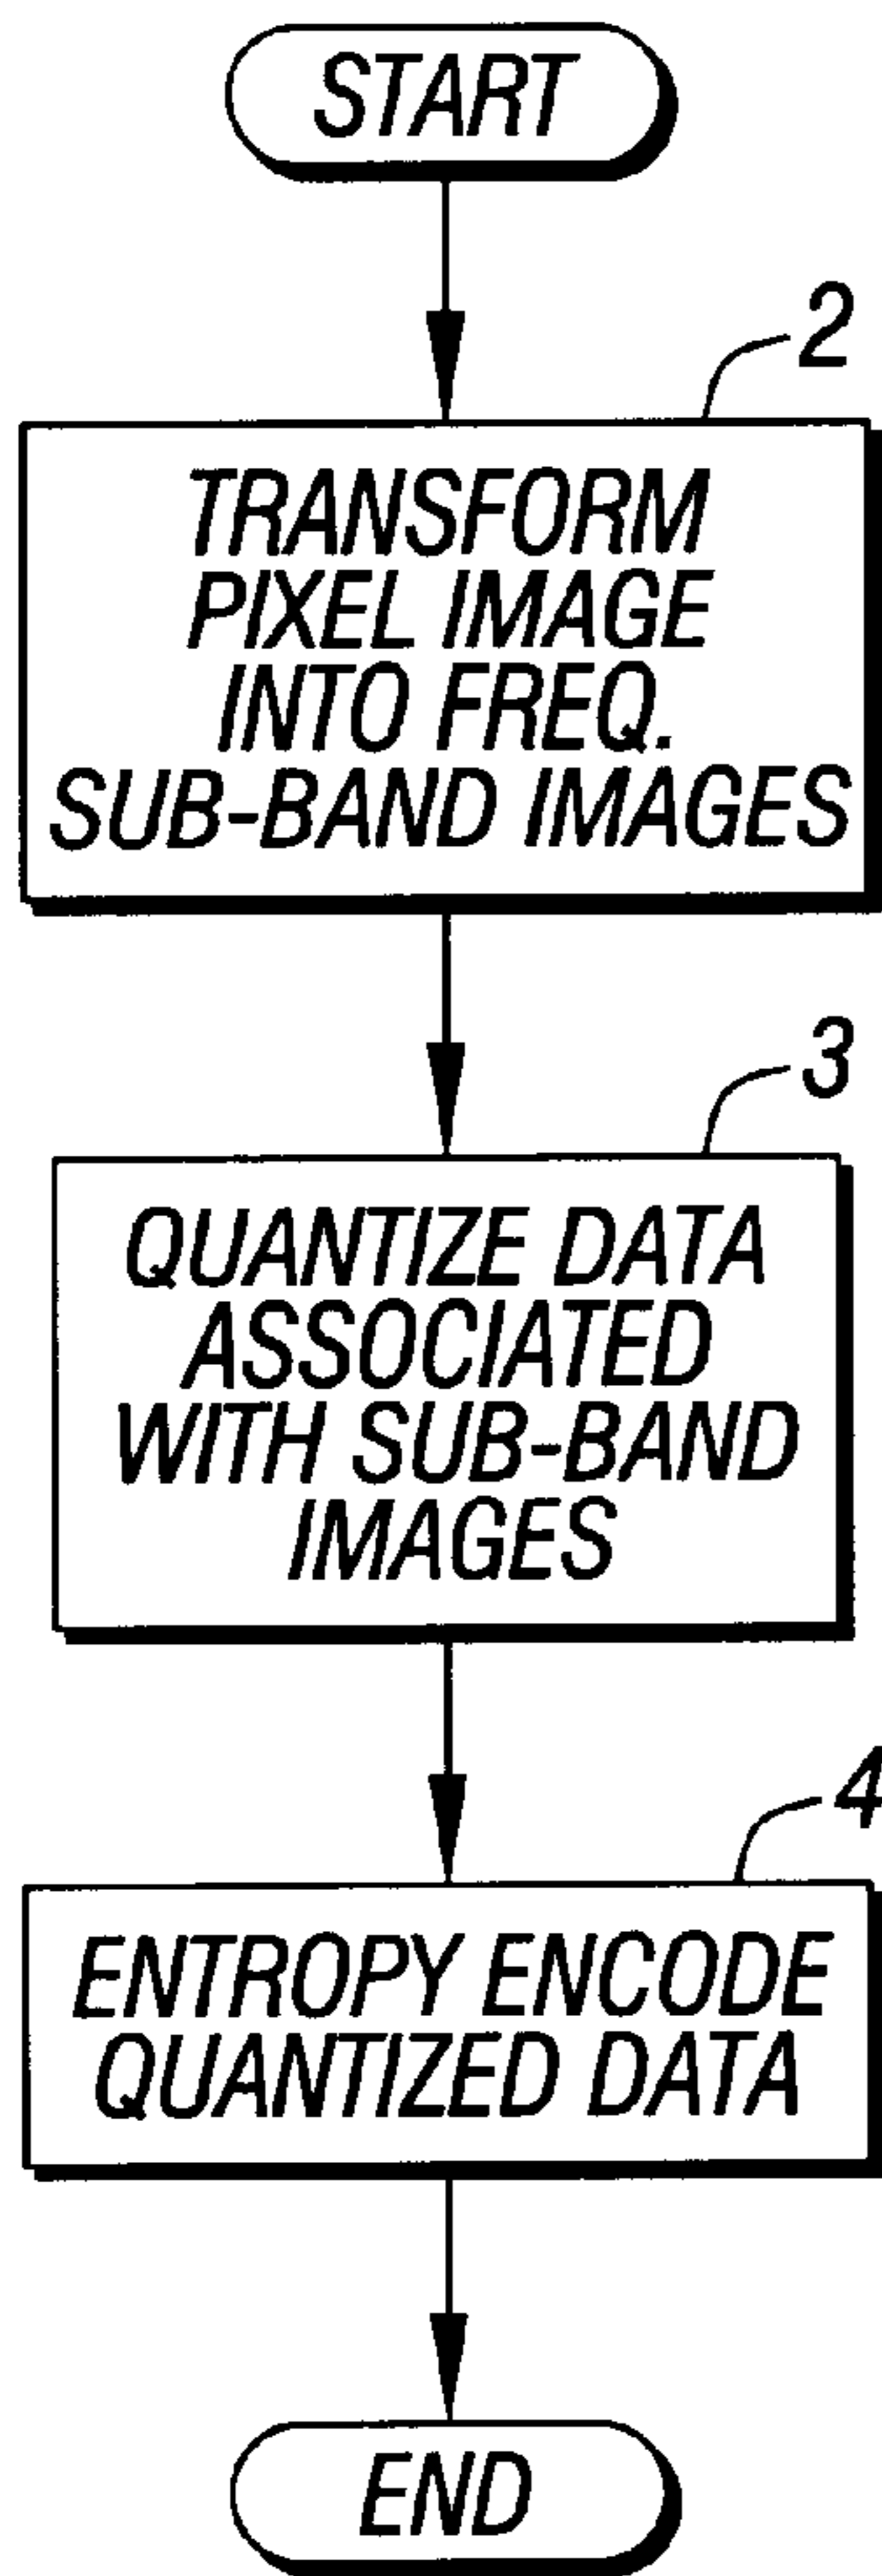 START
2
TRANSFORM
PIXEL IMAGE
INTO FREQ.
SUB-BAND IMAGES
3
QUANTIZE DATA
ASSOCIATED
WITH SUB-BAND
IMAGES
4
ENTROPY ENCODE
QUANTIZED DATA
END